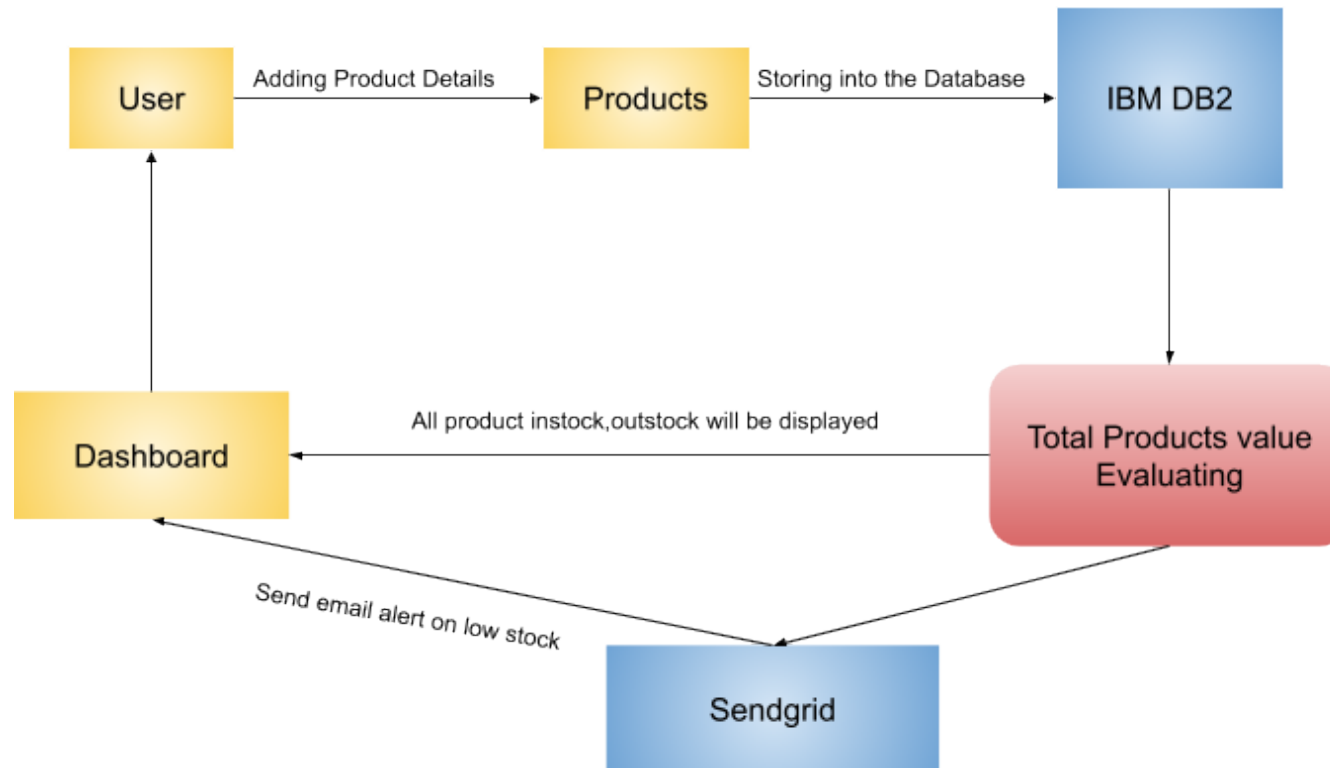 User
Adding Product Details
Products
Storing into the Database
IBM DB2
Dashboard
All product instock,outstock will be displayed
Total Products value
Evaluating
Send email alert on low stock
Sendgrid